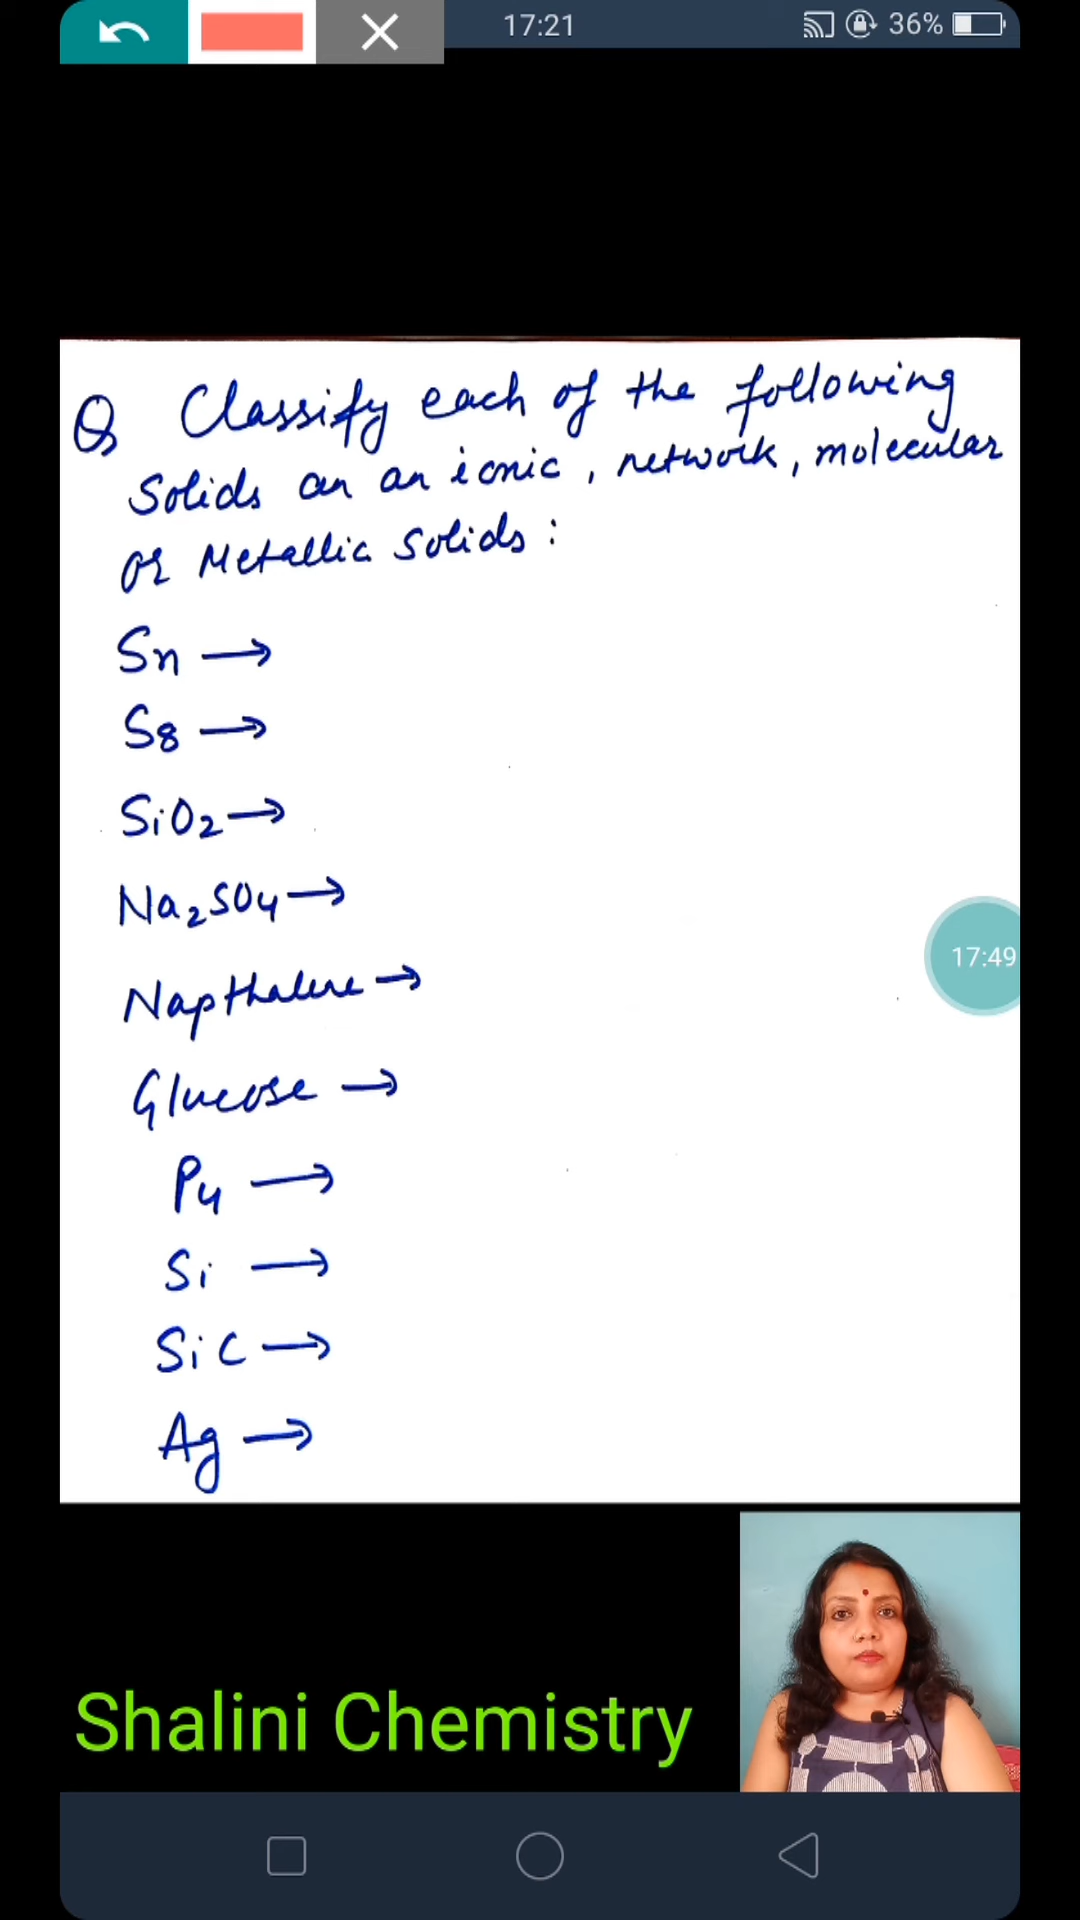 17:21 36%
Q Classify each of the following
solids as an ionic, network, molecular
or Metallic solids:
Sn →
S8 →
SiO2 →
Na2SO4 →
Napthalene →
Glucose →
P4 →
Si →
SiC →
Ag →
17:49
Shalini Chemistry